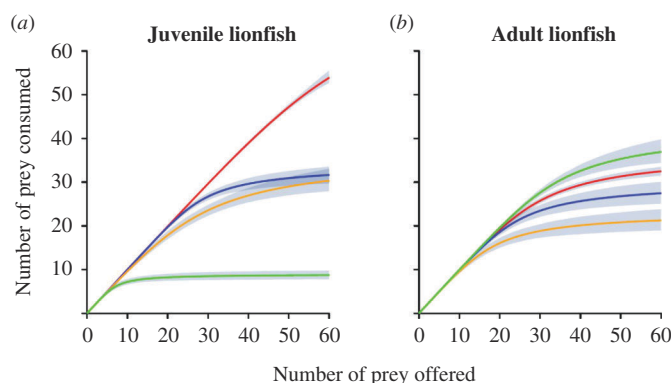 (a)
Juvenile lionfish
(b)
Adult lionfish
Number of prey consumed
60
50
40
30
20
10
0 10 20 30 40 50 60
0 10 20 30 40 50 60
Number of prey offered